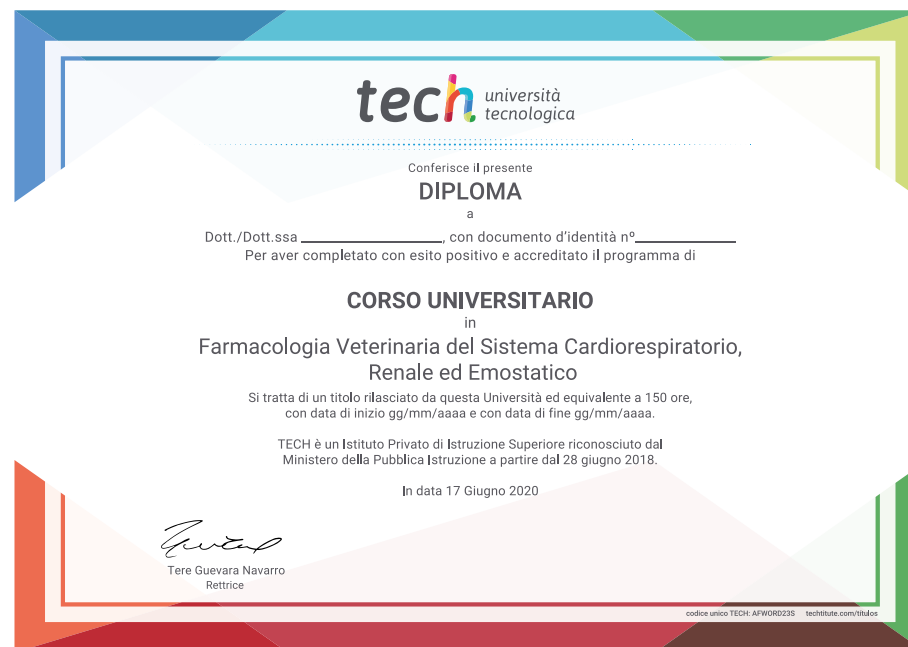 tech università
tecnologica
Conferisce il presente
DIPLOMA
a
Dott./Dott.ssa ____________________, con documento d'identità nº______________
Per aver completato con esito positivo e accreditato il programma di
CORSO UNIVERSITARIO
in
Farmacologia Veterinaria del Sistema Cardiorespiratorio,
Renale ed Emostatico
Si tratta di un titolo rilasciato da questa Università ed equivalente a 150 ore,
con data di inizio gg/mm/aaaa e con data di fine gg/mm/aaaa.
TECH è un Istituto Privato di Istruzione Superiore riconosciuto dal
Ministero della Pubblica Istruzione a partire dal 28 giugno 2018.
In data 17 Giugno 2020
Tere Guevara Navarro
Rettrice
codice unico TECH: AFWORD23S techtitute.com/titulos